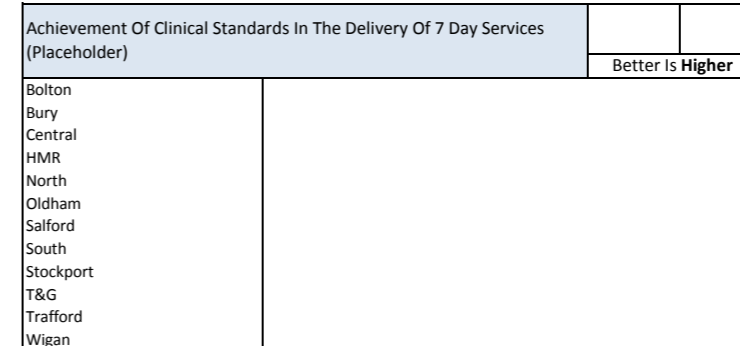 Achievement Of Clinical Standards In The Delivery Of 7 Day Services
(Placeholder)
Better Is Higher
Bolton
Bury
Central
HMR
North
Oldham
Salford
South
Stockport
T&G
Trafford
Wigan